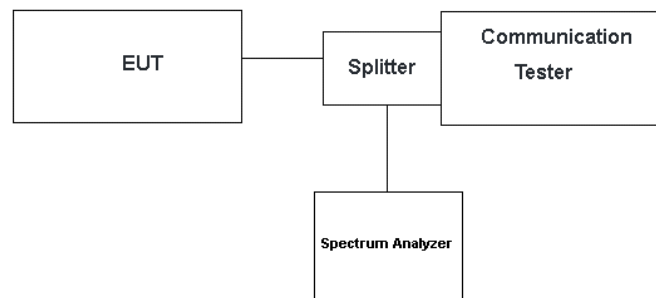 EUT
Splitter
Communication
Tester
Spectrum Analyzer